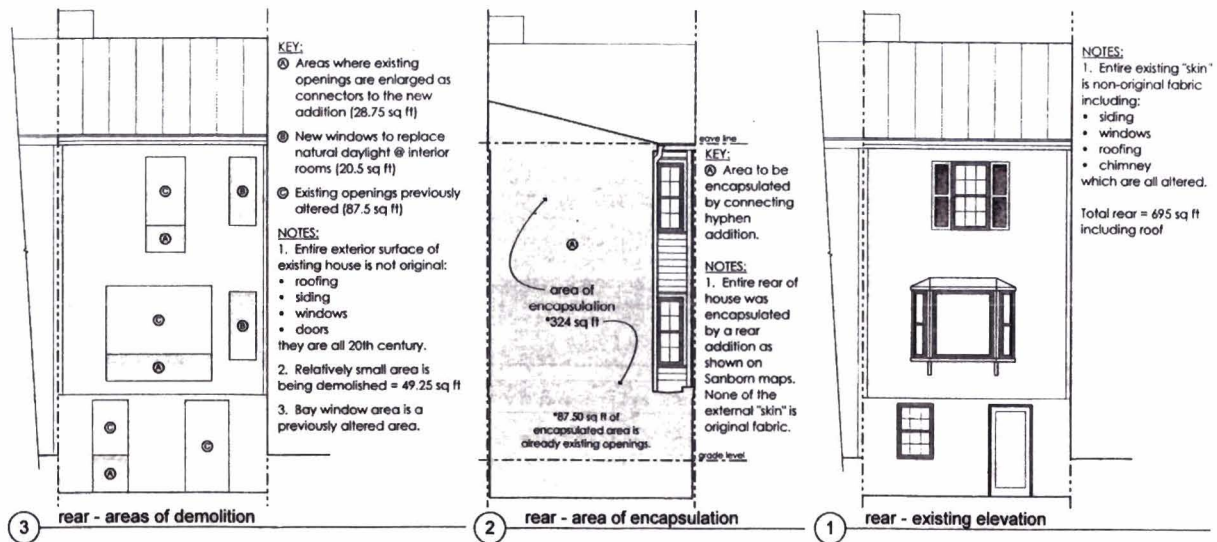 KEY:
Ⓐ Areas where existing
openings are enlarged as
connectors to the new
addition (28.75 sq ft)
Ⓑ New windows to replace
natural daylight @ interior
rooms (20.5 sq ft)
Ⓒ Existing openings previously
altered (87.5 sq ft)
NOTES:
1. Entire exterior surface of
existing house is not original:
• roofing
• siding
• windows
• doors
they are all 20th century.
2. Relatively small area is
being demolished = 49.25 sq ft
3. Bay window area is a
previously altered area.
C
B
A
C
B
A
C
C
A
3 rear - areas of demolition
eave line
KEY:
Ⓐ Area to be
encapsulated
by connecting
hyphen
addition.
NOTES:
1. Entire rear of
house was
encapsulated
by a rear
addition as
shown on
Sanborn maps.
None of the
external "skin" is
original fabric.
A
area of
encapsulation
*324 sq ft
*87.50 sq ft of
encapsulated area is
already existing openings.
grade level
2 rear - area of encapsulation
NOTES:
1. Entire existing "skin"
is non-original fabric
including:
• siding
• windows
• roofing
• chimney
which are all altered.
Total rear = 695 sq ft
including roof
1 rear - existing elevation